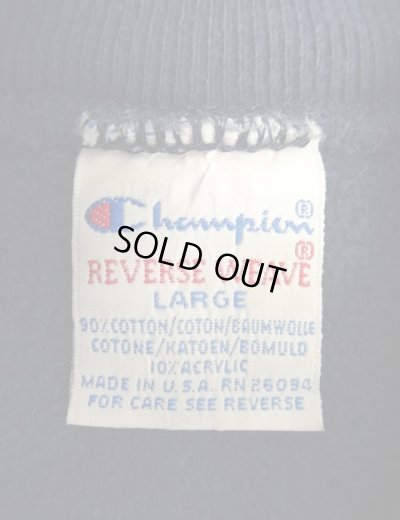 Champion®
SOLD OUT
REVERSE WEAVE®
LARGE
90% COTTON/COTON/BAUMWOLLE
COTONE/KATOEN/BOMULD
10% ACRYLIC
MADE IN U.S.A. RN 26094
FOR CARE SEE REVERSE